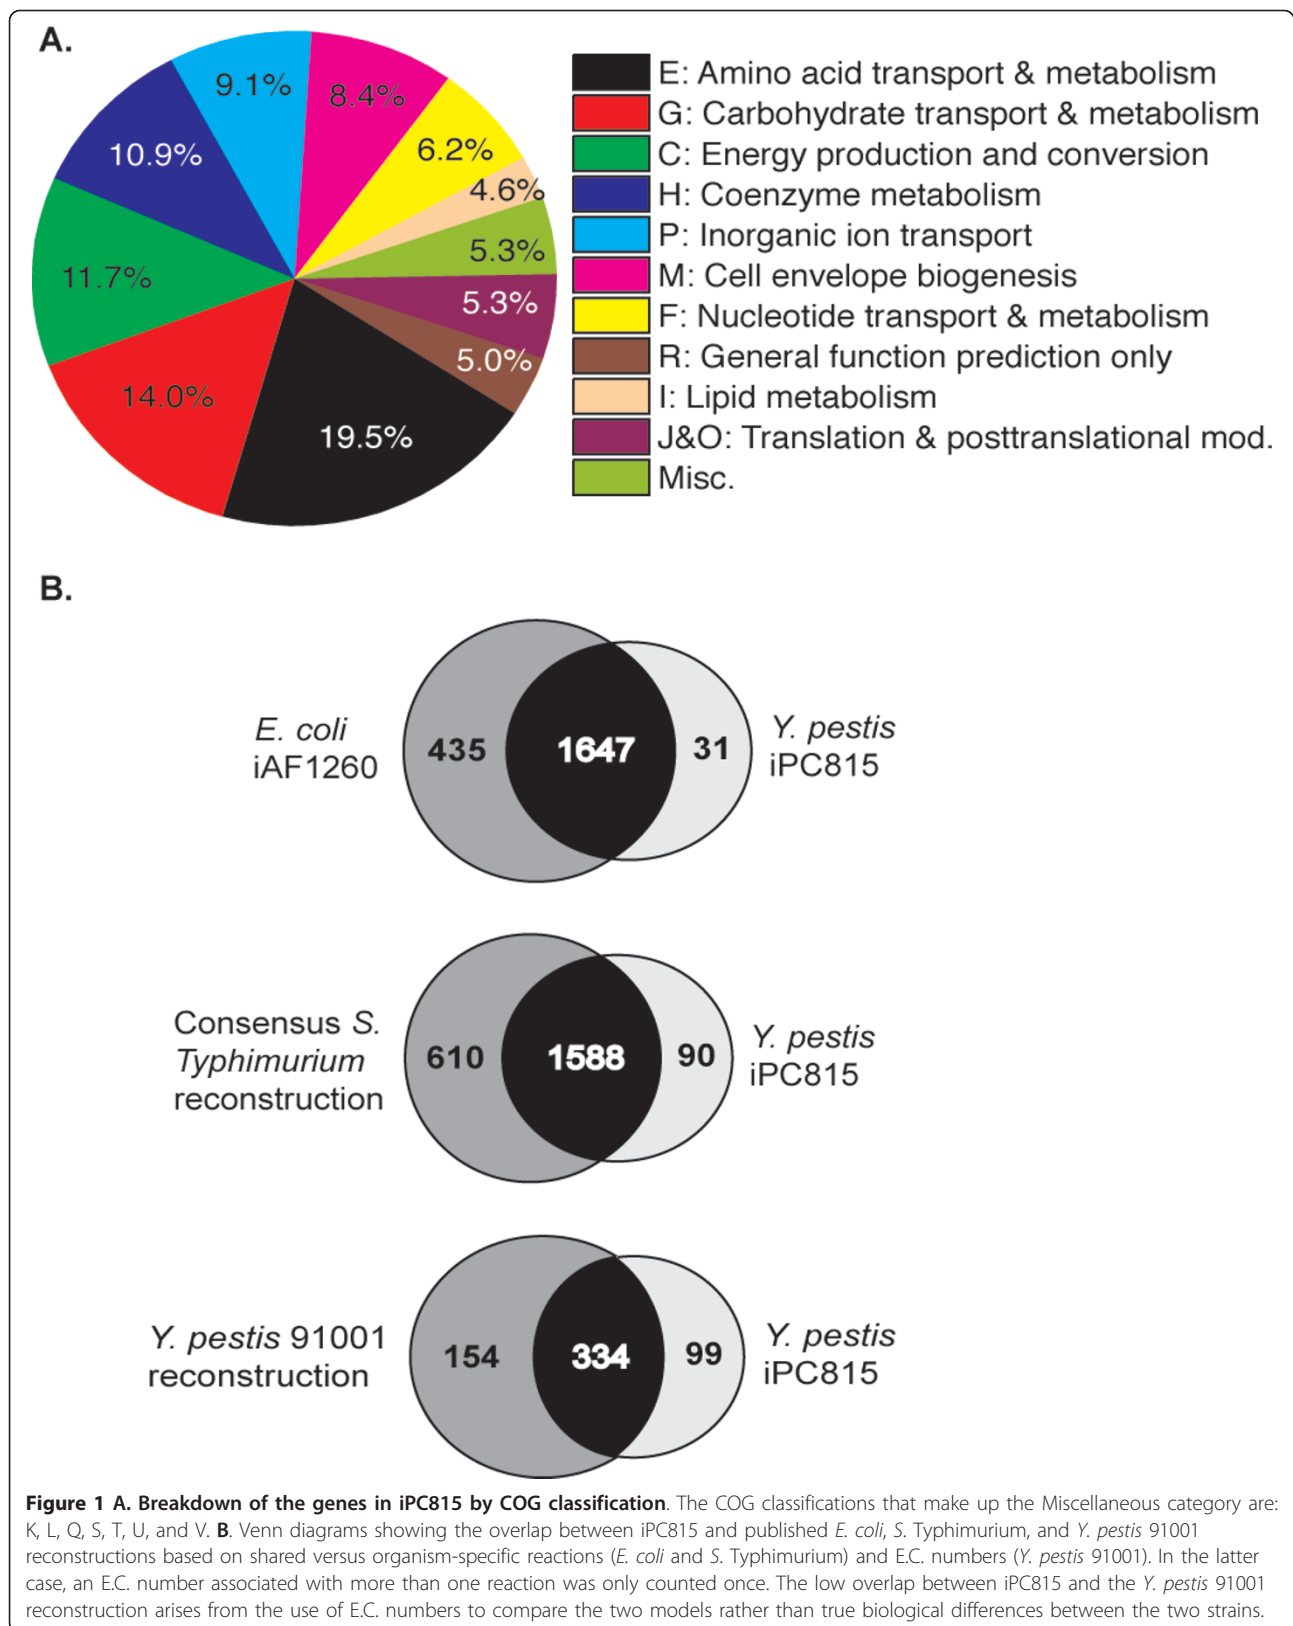 A.
9.1%
8.4%
6.2%
4.6%
5.3%
5.3%
5.0%
19.5%
14.0%
11.7%
10.9%
E: Amino acid transport & metabolism
G: Carbohydrate transport & metabolism
C: Energy production and conversion
H: Coenzyme metabolism
P: Inorganic ion transport
M: Cell envelope biogenesis
F: Nucleotide transport & metabolism
R: General function prediction only
I: Lipid metabolism
J&O: Translation & posttranslational mod.
Misc.
B.
E. coli
iAF1260
435
1647
31
Y. pestis
iPC815
Consensus S.
Typhimurium
reconstruction
610
1588
90
Y. pestis
iPC815
Y. pestis 91001
reconstruction
154
334
99
Y. pestis
iPC815
Figure 1 A. Breakdown of the genes in iPC815 by COG classification. The COG classifications that make up the Miscellaneous category are:
K, L, Q, S, T, U, and V. B. Venn diagrams showing the overlap between iPC815 and published E. coli, S. Typhimurium, and Y. pestis 91001
reconstructions based on shared versus organism-specific reactions (E. coli and S. Typhimurium) and E.C. numbers (Y. pestis 91001). In the latter
case, an E.C. number associated with more than one reaction was only counted once. The low overlap between iPC815 and the Y. pestis 91001
reconstruction arises from the use of E.C. numbers to compare the two models rather than true biological differences between the two strains.